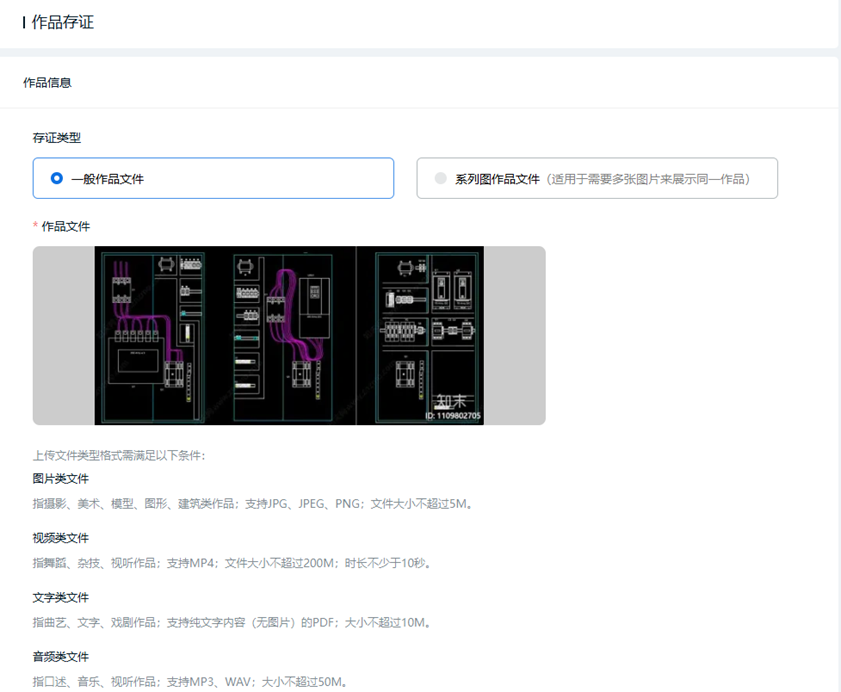 作品存证
作品信息
存证类型
一般作品文件
系列图作品文件（适用于需要多张图片来展示同一作品）
* 作品文件
知末
ID: 1109802705
上传文件类型格式需满足以下条件：
图片类文件
指摄影、美术、模型、图形、建筑类作品；支持JPG、JPEG、PNG；文件大小不超过5M。
视频类文件
指舞蹈、杂技、视听作品；支持MP4；文件大小不超过200M；时长不少于10秒。
文字类文件
指曲艺、文字、戏剧作品；支持纯文字内容（无图片）的PDF；大小不超过10M。
音频类文件
指口述、音乐、视听作品；支持MP3、WAV；大小不超过50M。